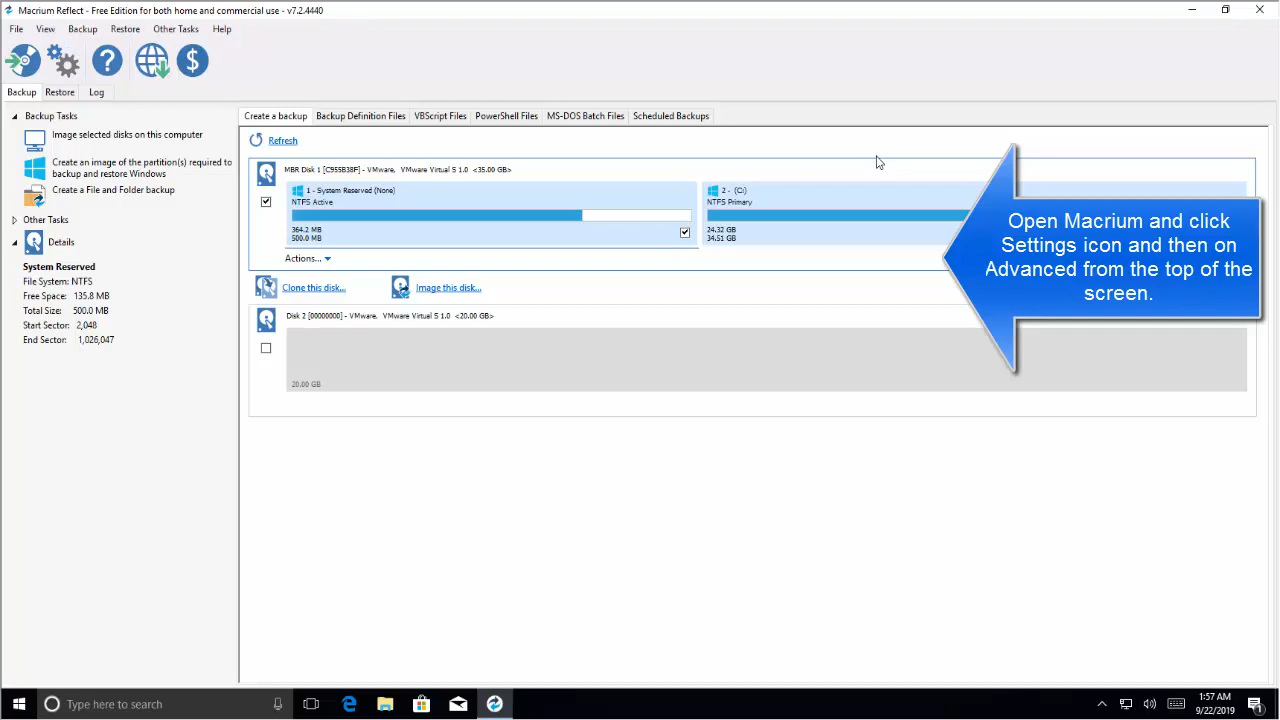 Macrium Reflect - Free Edition for both home and commercial use - v7.2.4440
File View Backup Restore Other Tasks Help
Backup Restore Log
Backup Tasks
Image selected disks on this computer
Create an image of the partition(s) required to
backup and restore Windows
Create a File and Folder backup
Other Tasks
Details
System Reserved
File System: NTFS
Free Space: 135.8 MB
Total Size: 500.0 MB
Start Sector: 2,048
End Sector: 1,026,047
Create a backup Backup Definition Files VBScript Files PowerShell Files MS-DOS Batch Files Scheduled Backups
Refresh
MBR Disk 1 [C955B38F] - VMware, VMware Virtual S 1.0 <35.00 GB>
1 - System Reserved (None)
NTFS Active
364.2 MB
500.0 MB
2 - (C:)
NTFS Primary
24.32 GB
34.51 GB
Actions...
Clone this disk... Image this disk...
Disk 2 [00000000] - VMware, VMware Virtual S 1.0 <20.00 GB>
20.00 GB
Open Macrium and click
Settings icon and then on
Advanced from the top of the
screen.
Type here to search
1:57 AM
9/22/2019
1